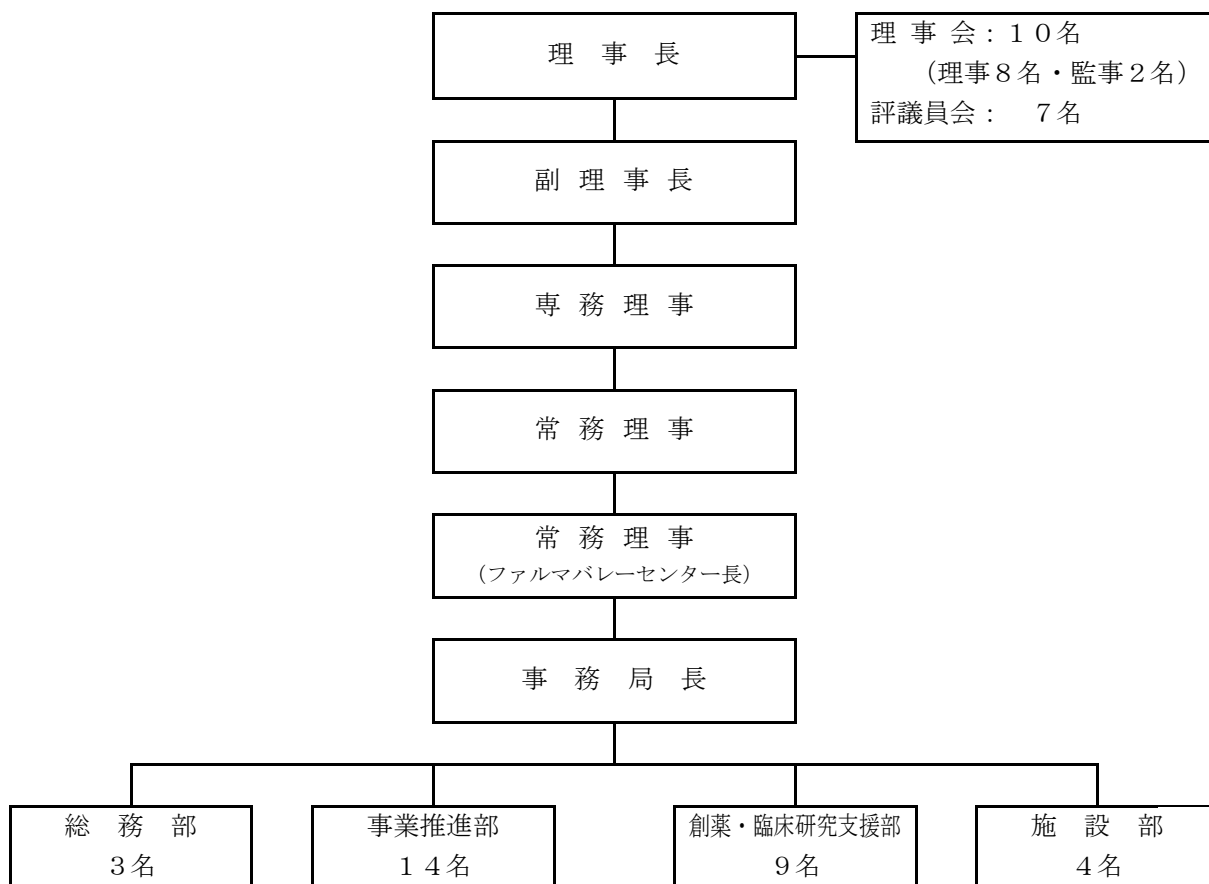 理事長
理事会：１０名
（理事８名・監事２名）
評議員会：　７名
副理事長
専務理事
常務理事
常務理事
（ファルマバレーセンター長）
事務局長
総務部
３名
事業推進部
１４名
創薬・臨床研究支援部
９名
施設部
４名